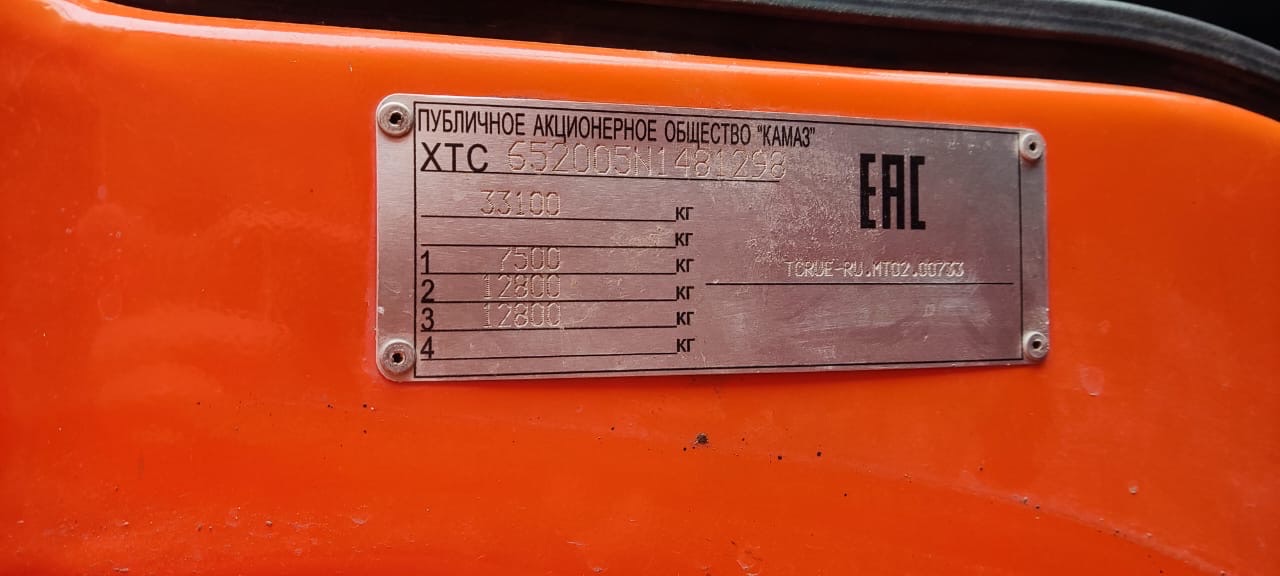 ПУБЛИЧНОЕ АКЦИОНЕРНОЕ ОБЩЕСТВО "КАМАЗ"
XTC 652005N1481298
33100 КГ
КГ
1 7500 КГ
2 12800 КГ
3 12800 КГ
4 КГ
EAC
TCRUE-RU.MT02.00733